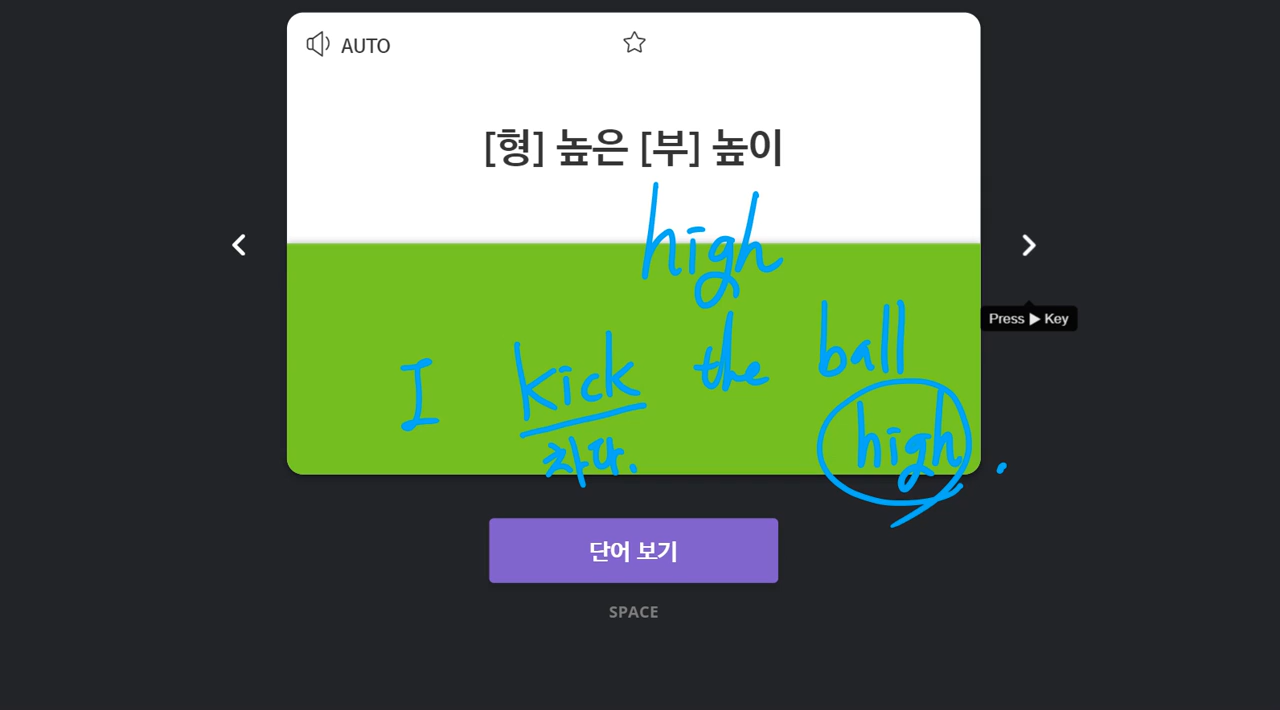 AUTO
[형] 높은 [부] 높이
high
I kick the ball
차다.
high.
Press ▶ Key
단어 보기
SPACE